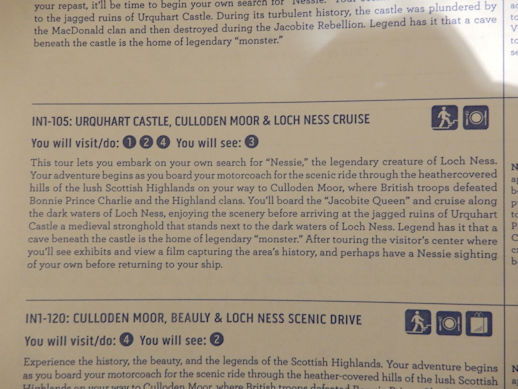 your repast, it'll be time to begin your own search for "Nessie."
to the jagged ruins of Urquhart Castle. During its turbulent history, the castle was plundered by
the MacDonald clan and then destroyed during the Jacobite Rebellion. Legend has it that a cave
beneath the castle is the home of legendary "monster."
IN1-105: URQUHART CASTLE, CULLODEN MOOR & LOCH NESS CRUISE
You will visit/do: 1 2 4 You will see: 3
This tour lets you embark on your own search for "Nessie," the legendary creature of Loch Ness.
Your adventure begins as you board your motorcoach for the scenic ride through the heathercovered
hills of the lush Scottish Highlands on your way to Culloden Moor, where British troops defeated
Bonnie Prince Charlie and the Highland clans. You'll board the "Jacobite Queen" and cruise along
the dark waters of Loch Ness, enjoying the scenery before arriving at the jagged ruins of Urquhart
Castle a medieval stronghold that stands next to the dark waters of Loch Ness. Legend has it that a
cave beneath the castle is the home of legendary "monster." After touring the visitor's center where
you'll see exhibits and view a film capturing the area's history, and perhaps have a Nessie sighting
of your own before returning to your ship.
IN1-120: CULLODEN MOOR, BEAULY & LOCH NESS SCENIC DRIVE
You will visit/do: 4 You will see: 2
Experience the history, the beauty, and the legends of the Scottish Highlands. Your adventure begins
as you board your motorcoach for the scenic ride through the heather-covered hills of the lush Scottish
Highlands on your way to Culloden Moor, where British troops defeated